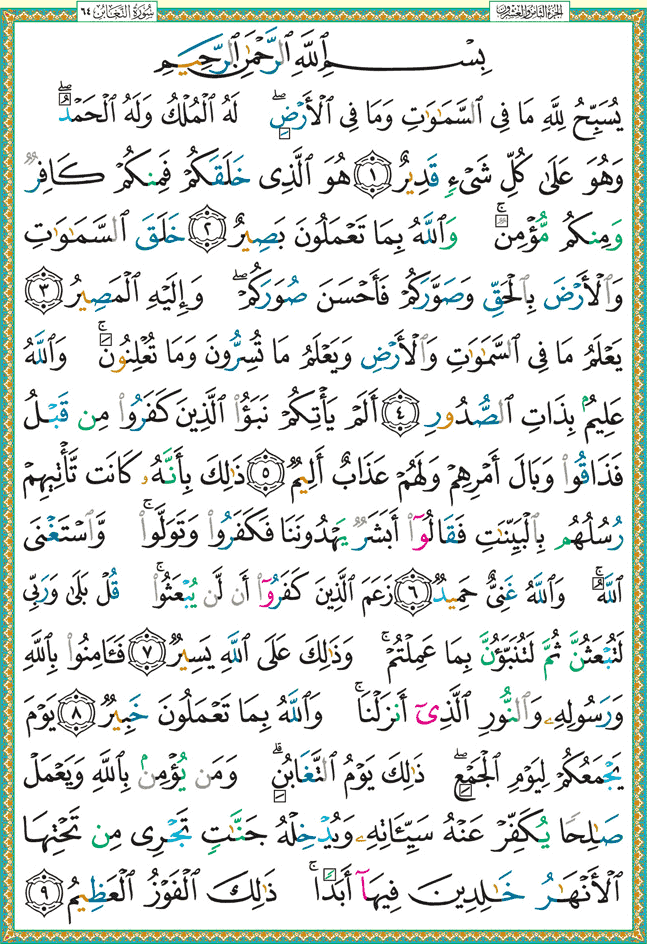 الجزء الثامن والعشرون
سورة التغابن ٦٤
بِسْمِ ٱللَّهِ ٱلرَّحْمَٰنِ ٱلرَّحِيمِ
يُسَبِّحُ لِلَّهِ مَا فِى ٱلسَّمَٰوَٰتِ وَمَا فِى ٱلْأَرْضِ ۖ لَهُ ٱلْمُلْكُ وَلَهُ ٱلْحَمْدُ ۖ
وَهُوَ عَلَىٰ كُلِّ شَىْءٍ قَدِيرٌ ١ هُوَ ٱلَّذِى خَلَقَكُمْ فَمِنكُمْ كَافِرٌ
وَمِنكُم مُّؤْمِنٌ ۚ وَٱللَّهُ بِمَا تَعْمَلُونَ بَصِيرٌ ٢ خَلَقَ ٱلسَّمَٰوَٰتِ
وَٱلْأَرْضَ بِٱلْحَقِّ وَصَوَّرَكُمْ فَأَحْسَنَ صُوَرَكُمْ ۖ وَإِلَيْهِ ٱلْمَصِيرُ ٣
يَعْلَمُ مَا فِى ٱلسَّمَٰوَٰتِ وَٱلْأَرْضِ وَيَعْلَمُ مَا تُسِرُّونَ وَمَا تُعْلِنُونَ ۚ وَٱللَّهُ
عَلِيمٌۢ بِذَاتِ ٱلصُّدُورِ ٤ أَلَمْ يَأْتِكُمْ نَبَؤُا۟ ٱلَّذِينَ كَفَرُوا۟ مِن قَبْلُ
فَذَاقُوا۟ وَبَالَ أَمْرِهِمْ وَلَهُمْ عَذَابٌ أَلِيمٌ ٥ ذَٰلِكَ بِأَنَّهُۥ كَانَت تَّأْتِيهِمْ
رُسُلُهُم بِٱلْبَيِّنَٰتِ فَقَالُوٓا۟ أَبَشَرٌ يَهْدُونَنَا فَكَفَرُوا۟ وَتَوَلَّوا۟ ۚ وَّٱسْتَغْنَى
ٱللَّهُ ۚ وَٱللَّهُ غَنِىٌّ حَمِيدٌ ٦ زَعَمَ ٱلَّذِينَ كَفَرُوٓا۟ أَن لَّن يُبْعَثُوا۟ ۚ قُلْ بَلَىٰ وَرَبِّى
لَتُبْعَثُنَّ ثُمَّ لَتُنَبَّؤُنَّ بِمَا عَمِلْتُمْ ۚ وَذَٰلِكَ عَلَى ٱللَّهِ يَسِيرٌ ٧ فَـَٔامِنُوا۟ بِٱللَّهِ
وَرَسُولِهِۦ وَٱلنُّورِ ٱلَّذِىٓ أَنزَلْنَا ۚ وَٱللَّهُ بِمَا تَعْمَلُونَ خَبِيرٌ ٨ يَوْمَ
يَجْمَعُكُمْ لِيَوْمِ ٱلْجَمْعِ ۖ ذَٰلِكَ يَوْمُ ٱلتَّغَابُنِ ۗ وَمَن يُؤْمِنۢ بِٱللَّهِ وَيَعْمَلْ
صَٰلِحًا يُكَفِّرْ عَنْهُ سَيِّـَٔاتِهِۦ وَيُدْخِلْهُ جَنَّٰتٍ تَجْرِى مِن تَحْتِهَا
ٱلْأَنْهَٰرُ خَٰلِدِينَ فِيهَآ أَبَدًا ۚ ذَٰلِكَ ٱلْفَوْزُ ٱلْعَظِيمُ ٩